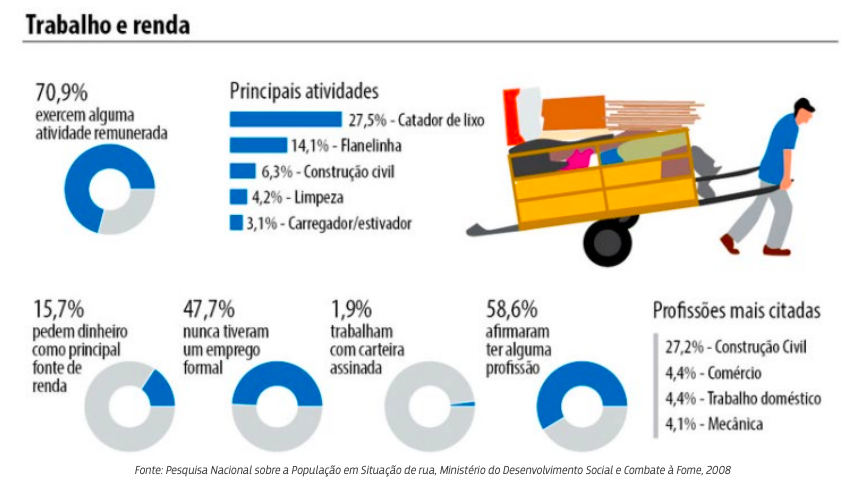 Trabalho e renda
70,9%
exercem alguma
atividade remunerada
Principais atividades
27,5% - Catador de lixo
14,1% - Flanelinha
6,3% - Construção civil
4,2% - Limpeza
3,1% - Carregador/estivador
15,7%
pedem dinheiro
como principal
fonte de
renda
47,7%
nunca tiveram
um emprego
formal
1,9%
trabalham
com carteira
assinada
58,6%
afirmaram
ter alguma
profissão
Profissões mais citadas
27,2% - Construção Civil
4,4% - Comércio
4,4% - Trabalho doméstico
4,1% - Mecânica
Fonte: Pesquisa Nacional sobre a População em Situação de rua, Ministério do Desenvolvimento Social e Combate à Fome, 2008